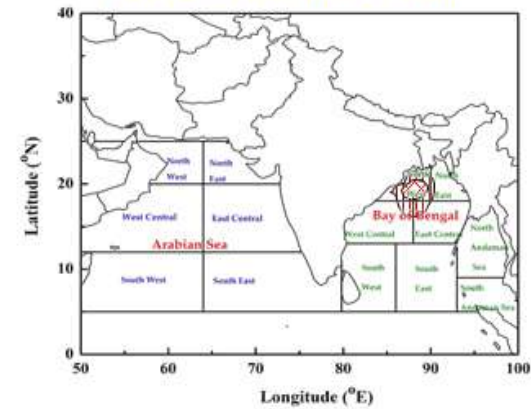 40
30
20
10
0
Latitude (°N)
North
West
North
East
West Central
East Central
Arabian Sea
South West
South East
North
East
Bay of Bengal
West Central
East Central
North
Andaman
Sea
South
West
South
East
South
Andaman Sea
50
60
70
80
90
100
Longitude (°E)